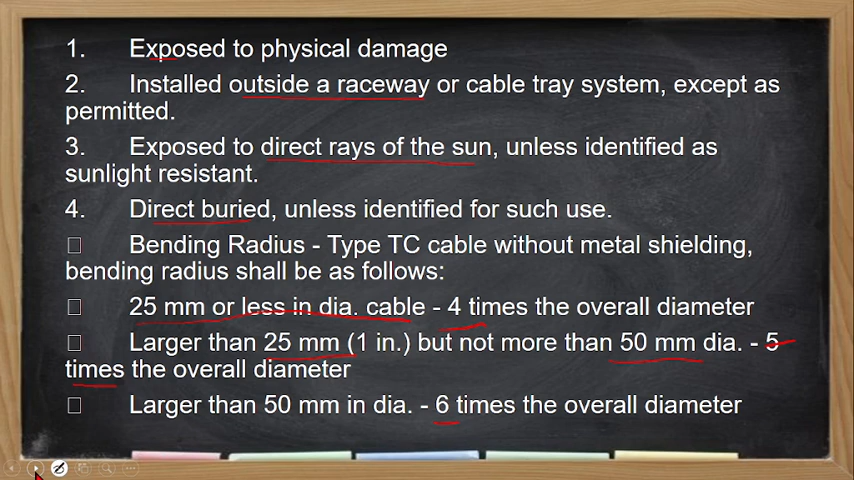 1. Exposed to physical damage
2. Installed outside a raceway or cable tray system, except as
permitted.
3. Exposed to direct rays of the sun, unless identified as
sunlight resistant.
4. Direct buried, unless identified for such use.
Bending Radius - Type TC cable without metal shielding,
bending radius shall be as follows:
25 mm or less in dia. cable - 4 times the overall diameter
Larger than 25 mm (1 in.) but not more than 50 mm dia. - 5
times the overall diameter
Larger than 50 mm in dia. - 6 times the overall diameter